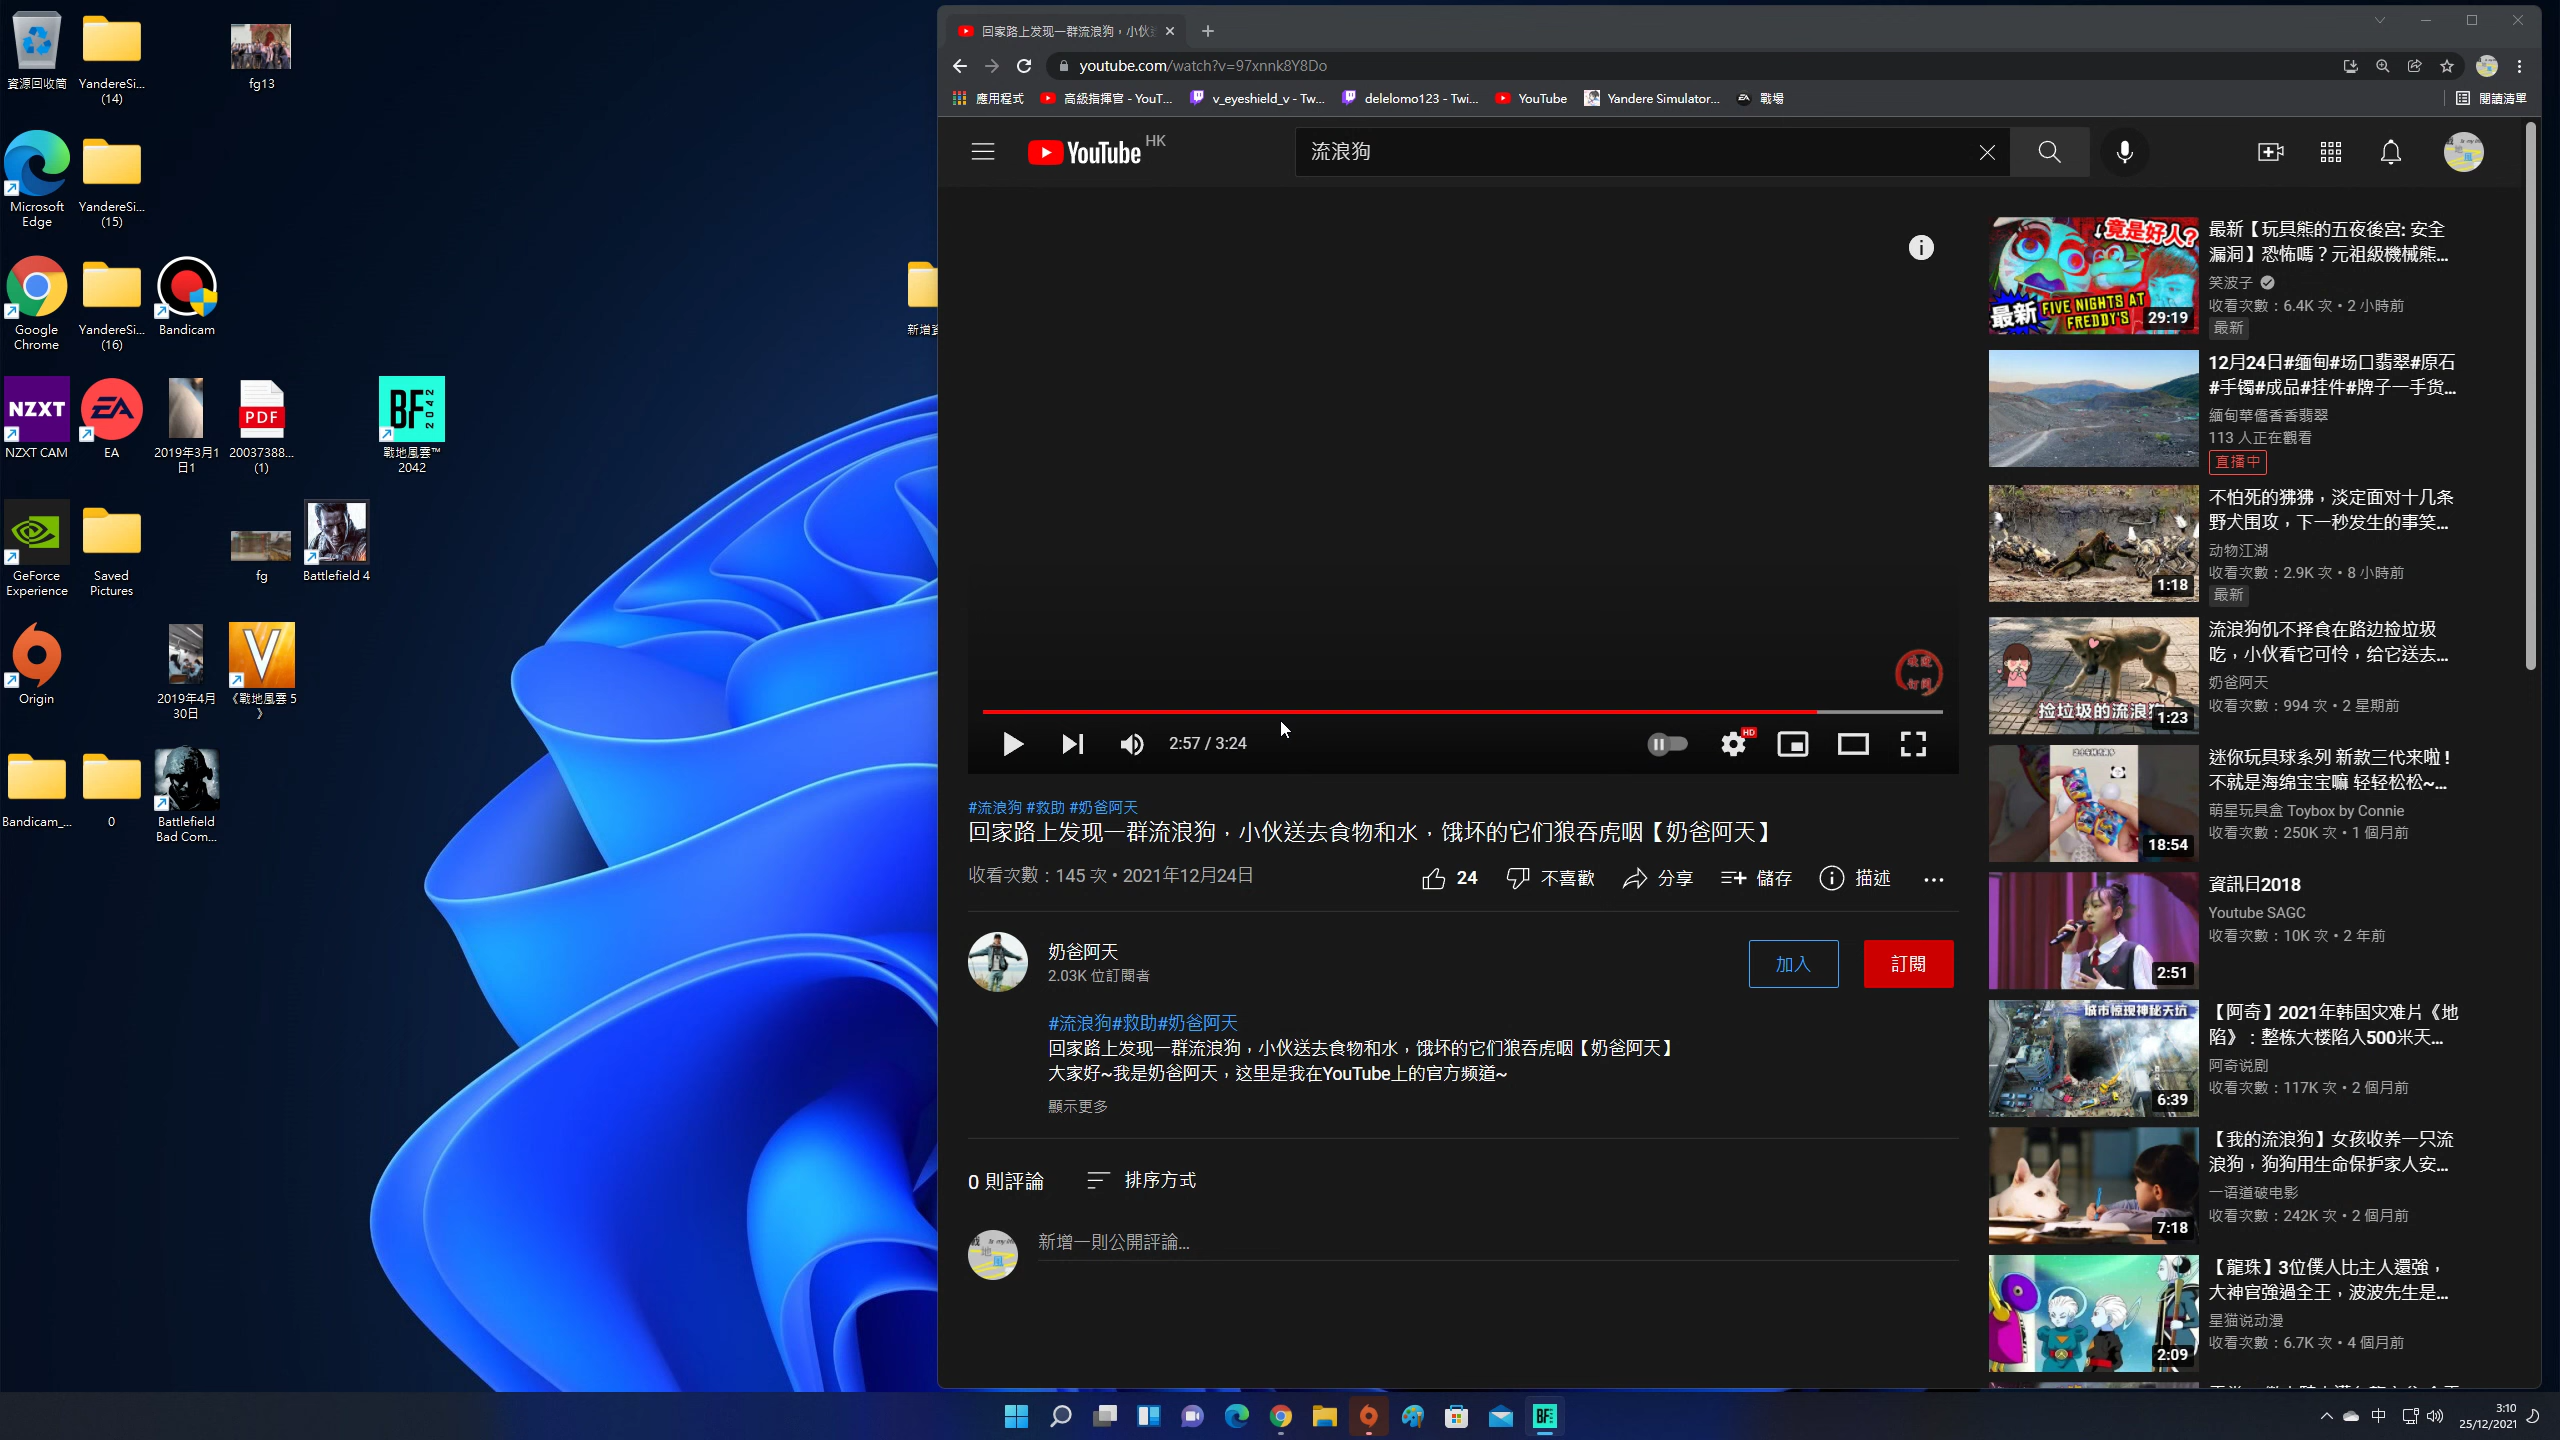 資源回收筒
YandereSi... (14)
fg13
Microsoft Edge
YandereSi... (15)
Google Chrome
YandereSi... (16)
Bandicam
NZXT
NZXT CAM
EA
EA
2019年3月1日1
PDF
20037388... (1)
BF 2042
戰地風雲™ 2042
GeForce Experience
Saved Pictures
fg
Battlefield 4
Origin
2019年4月30日
V
《戰地風雲 5》
Bandicam_...
0
Battlefield Bad Com...
回家路上发现一群流浪狗，小伙
youtube.com/watch?v=97xnnk8Y8Do
應用程式
高級指揮官 - YouT...
v_eyeshield_v - Tw...
delelomo123 - Twi...
YouTube
Yandere Simulator...
戰場
閱讀清單
YouTube HK
流浪狗
2:57 / 3:24
HD
#流浪狗 #救助 #奶爸阿天
回家路上发现一群流浪狗，小伙送去食物和水，饿坏的它们狼吞虎咽【奶爸阿天】
收看次數：145 次 • 2021年12月24日
24
不喜歡
分享
儲存
描述
奶爸阿天
2.03K 位訂閱者
加入
訂閱
#流浪狗#救助#奶爸阿天
回家路上发现一群流浪狗，小伙送去食物和水，饿坏的它们狼吞虎咽【奶爸阿天】
大家好~我是奶爸阿天，这里是我在YouTube上的官方频道~
顯示更多
0 則評論
排序方式
新增一則公開評論...
竟是好人?
最新
FIVE NIGHTS AT FREDDY'S
29:19
最新【玩具熊的五夜後宮: 安全
漏洞】恐怖嗎？元祖級機械熊...
笑波子
收看次數：6.4K 次 • 2 小時前
最新
12月24日#缅甸#场口翡翠#原石
#手镯#成品#挂件#牌子一手货...
緬甸華僑香香翡翠
113 人正在觀看
直播中
1:18
不怕死的狒狒，淡定面对十几条
野犬围攻，下一秒发生的事笑...
动物江湖
收看次數：2.9K 次 • 8 小時前
最新
捡垃圾的流浪
1:23
流浪狗饥不择食在路边捡垃圾
吃，小伙看它可怜，给它送去...
奶爸阿天
收看次數：994 次 • 2 星期前
18:54
迷你玩具球系列 新款三代来啦 !
不就是海绵宝宝嘛 轻轻松松~...
萌星玩具盒 Toybox by Connie
收看次數：250K 次 • 1 個月前
2:51
資訊日2018
Youtube SAGC
收看次數：10K 次 • 2 年前
城市惊现神秘天坑
6:39
【阿奇】2021年韩国灾难片《地
陷》：整栋大楼陷入500米天...
阿奇说剧
收看次數：117K 次 • 2 個月前
7:18
【我的流浪狗】女孩收养一只流
浪狗，狗狗用生命保护家人安...
一语道破电影
收看次數：242K 次 • 2 個月前
2:09
【龍珠】3位僕人比主人還強，
大神官強過全王，波波先生是...
星猫说动漫
收看次數：6.7K 次 • 4 個月前
BF
中
3:10
25/12/2021